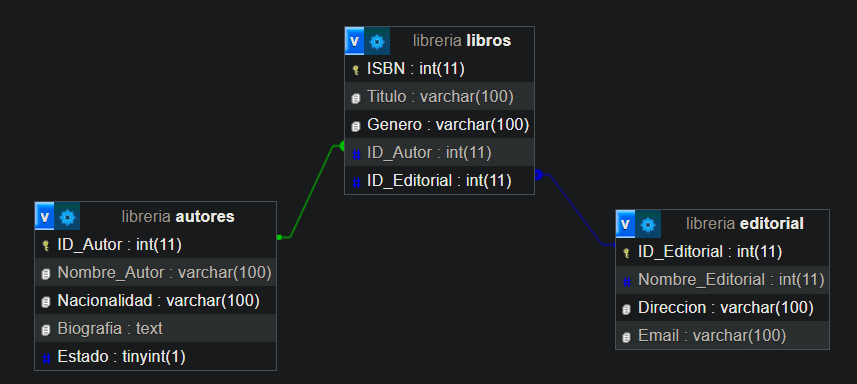 v libreria libros
ISBN : int(11)
Titulo : varchar(100)
Genero : varchar(100)
# ID_Autor : int(11)
# ID_Editorial : int(11)
v libreria autores
ID_Autor : int(11)
Nombre_Autor : varchar(100)
Nacionalidad : varchar(100)
Biografia : text
# Estado : tinyint(1)
v libreria editorial
ID_Editorial : int(11)
# Nombre_Editorial : int(11)
Direccion : varchar(100)
Email : varchar(100)